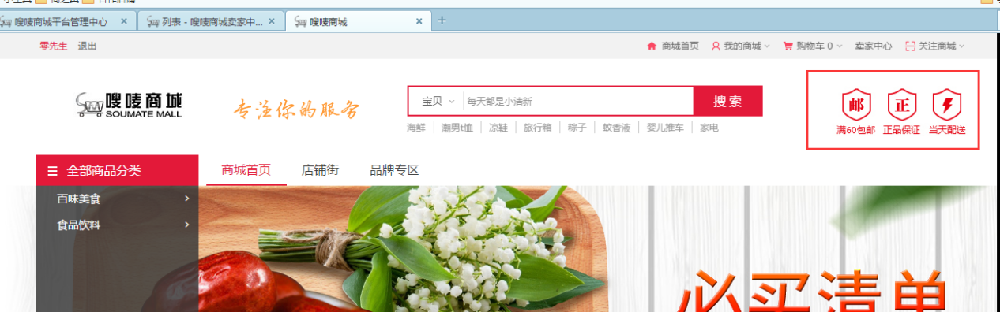 嗖唛商城平台管理中心 × 列表 - 嗖唛商城卖家中... × 嗖唛商城 × +
零先生 退出 商城首页 我的商城 购物车 0 卖家中心 关注商城
嗖唛商城
SOUMATE MALL
专注你的服务
宝贝 每天都是小清新 搜索
海鲜 潮男t恤 凉鞋 旅行箱 粽子 蚊香液 婴儿推车 家电
邮 正
满60包邮 正品保证 当天配送
全部商品分类 商城首页 店铺街 品牌专区
百味美食
食品饮料
必买清单